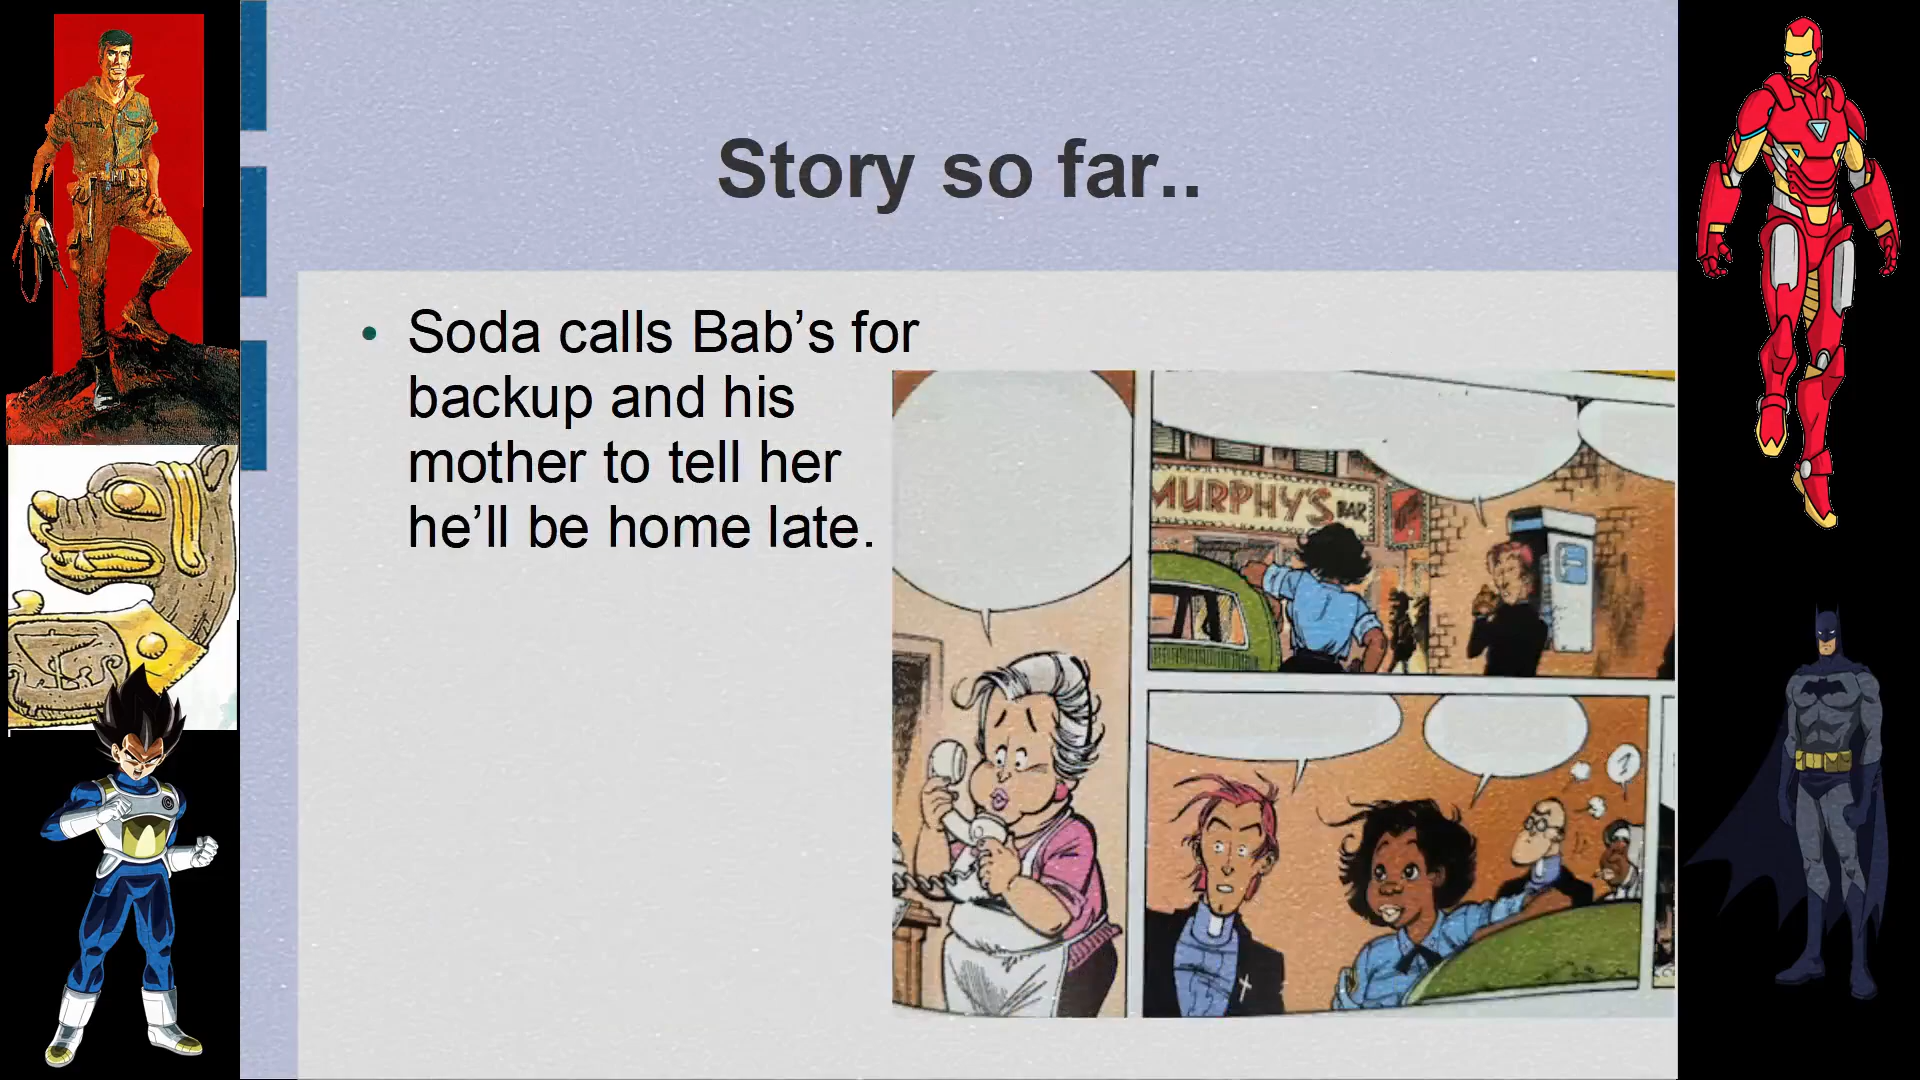 Story so far..
• Soda calls Bab’s for
backup and his
mother to tell her
he’ll be home late.
MURPHY'S BAR
?